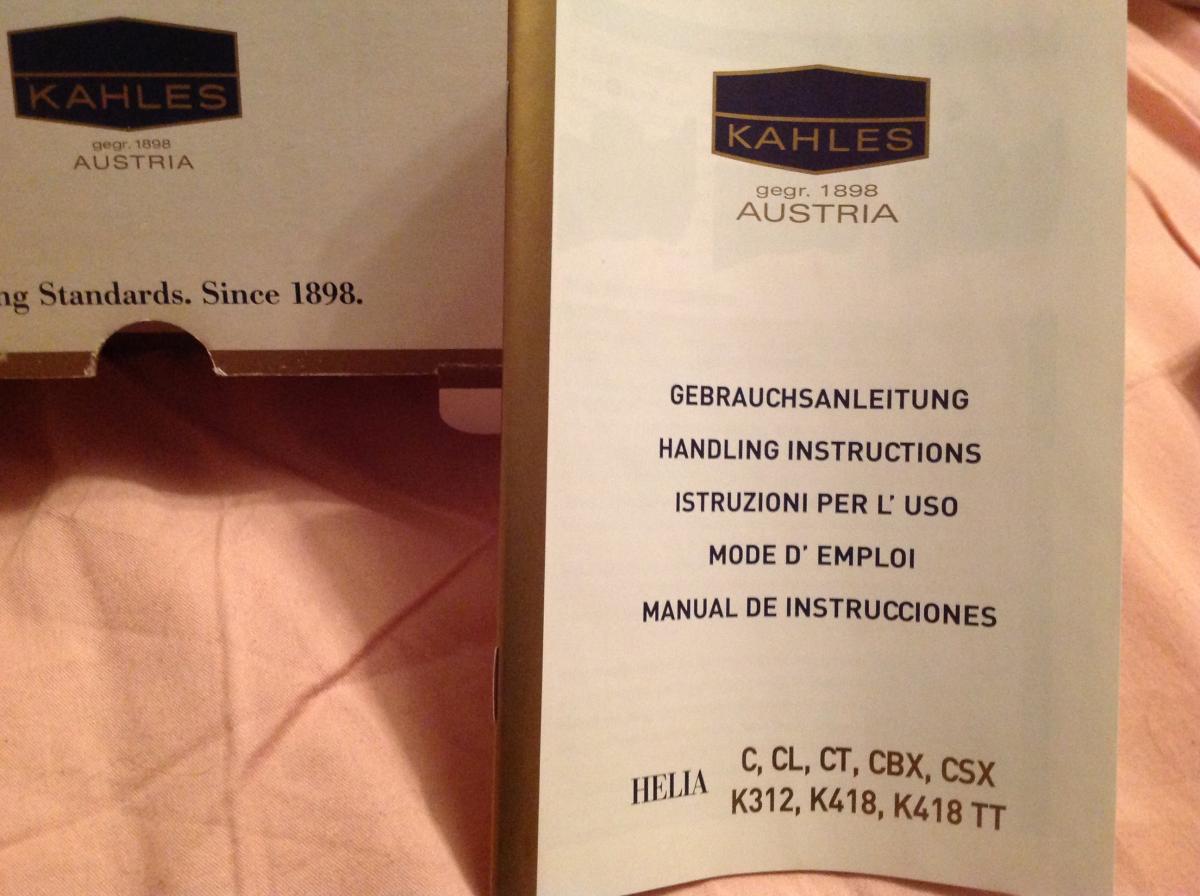 KAHLES
gegr. 1898
AUSTRIA
Standards. Since 1898.
KAHLES
gegr. 1898
AUSTRIA
GEBRAUCHSANLEITUNG
HANDLING INSTRUCTIONS
ISTRUZIONI PER L' USO
MODE D' EMPLOI
MANUAL DE INSTRUCCIONES
HELIA C, CL, CT, CBX, CSX
K312, K418, K418 TT